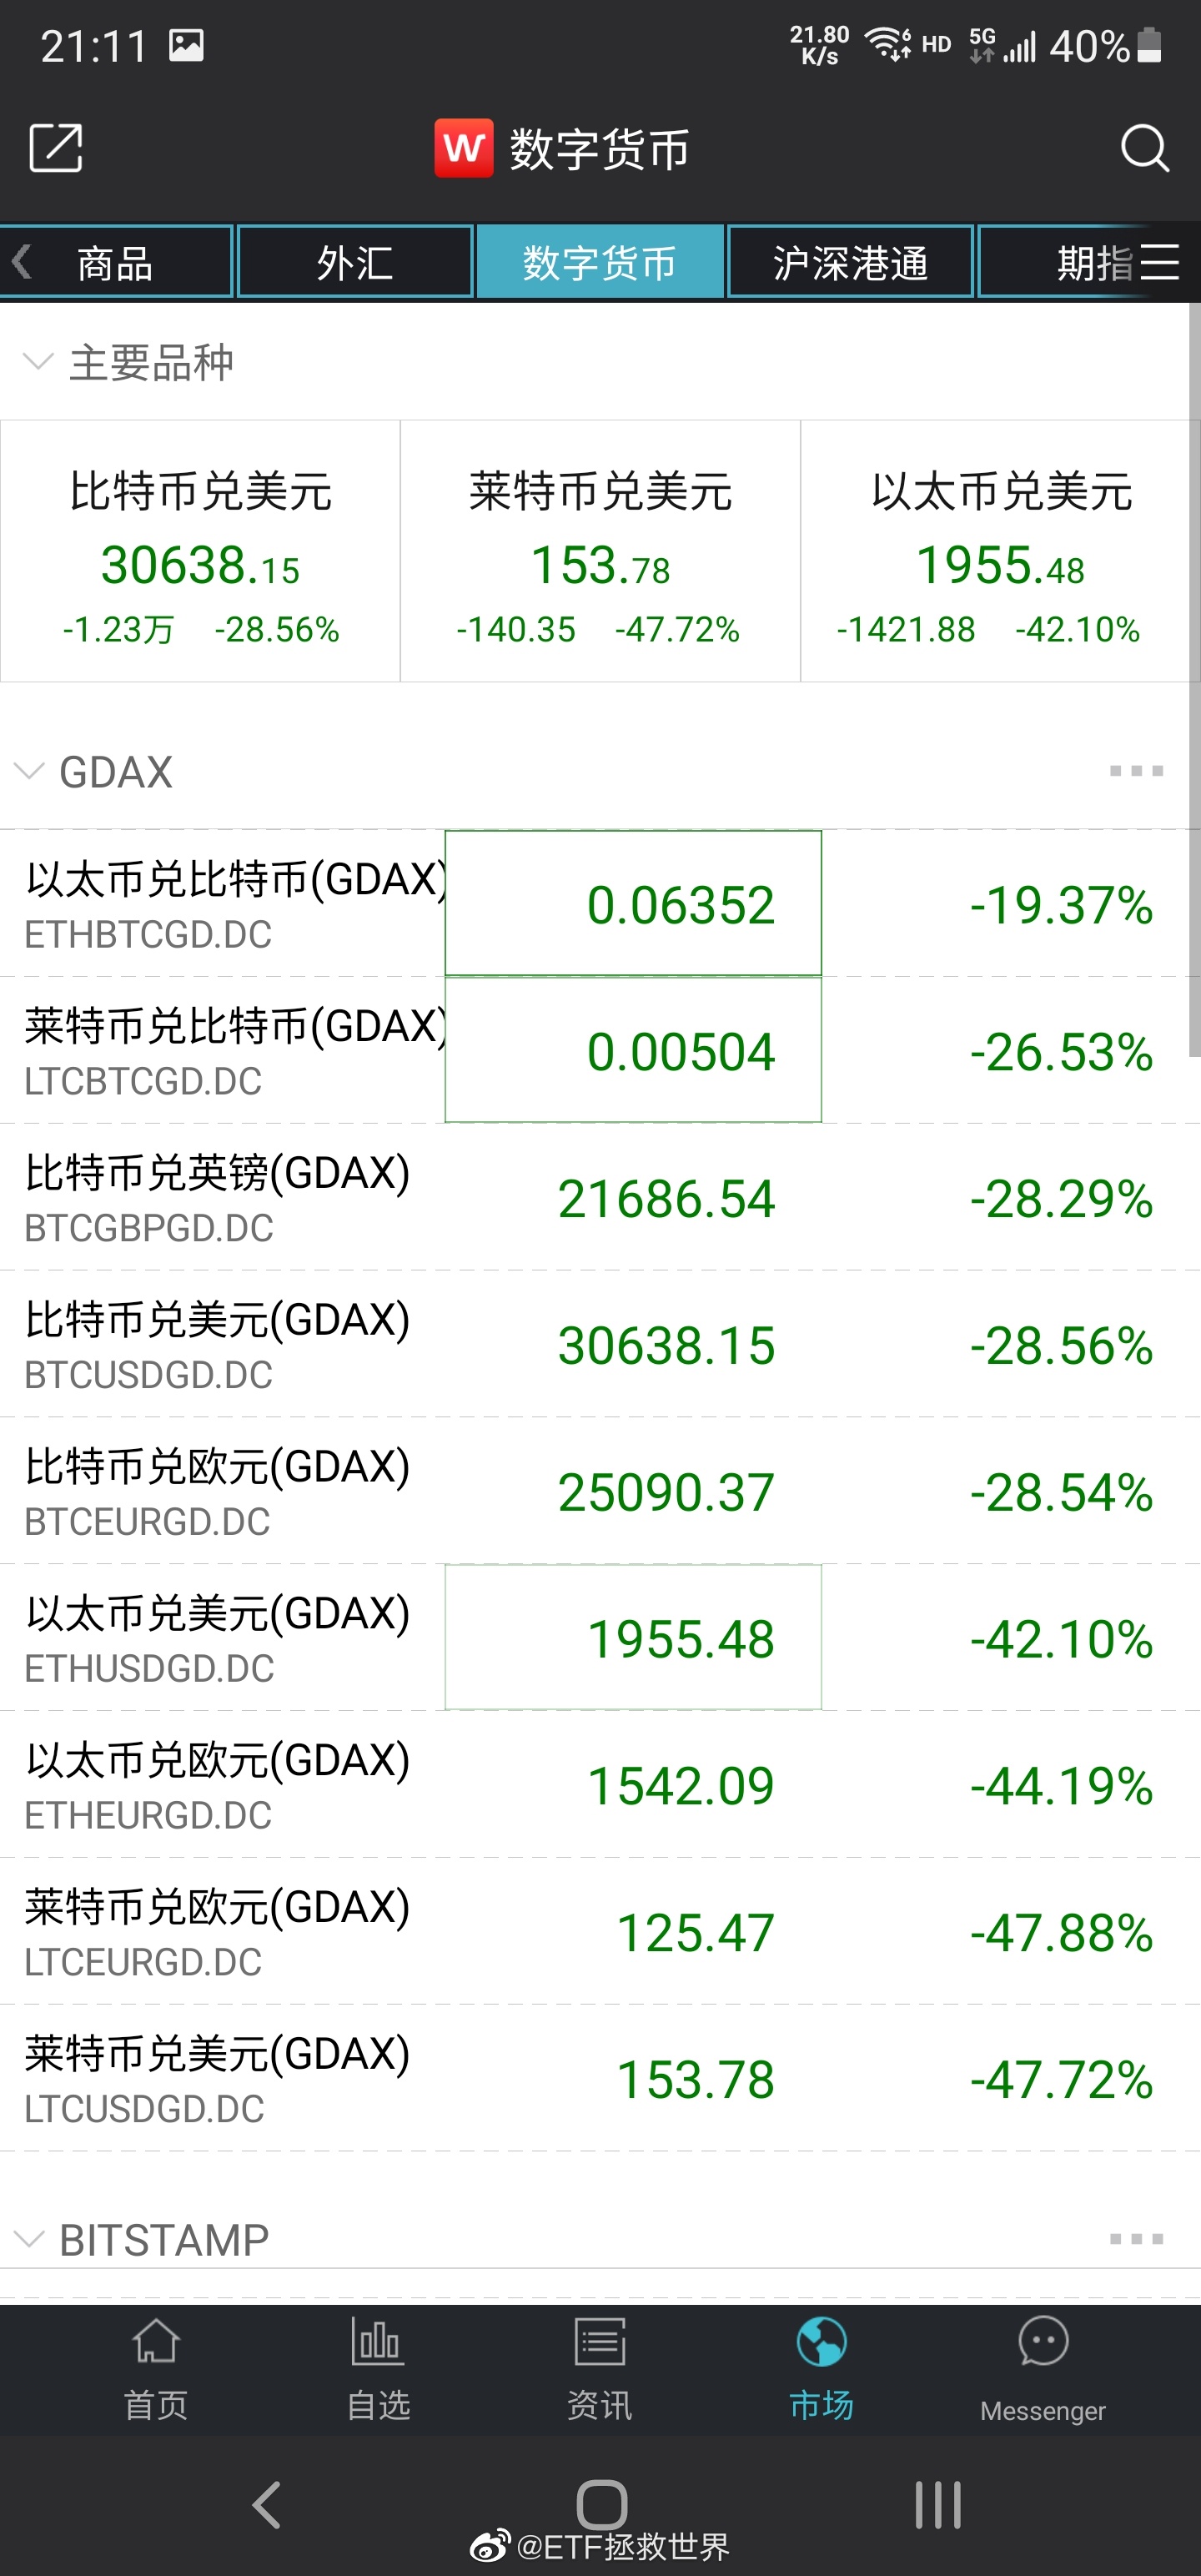 21:11
21.80 K/s 6 HD 5G 40%
W 数字货币
商品 外汇 数字货币 沪深港通 期指
主要品种
比特币兑美元 莱特币兑美元 以太币兑美元
30638.15 153.78 1955.48
-1.23万 -28.56% -140.35 -47.72% -1421.88 -42.10%
GDAX
以太币兑比特币(GDAX) 0.06352 -19.37%
ETHBTCGD.DC
莱特币兑比特币(GDAX) 0.00504 -26.53%
LTCBTCGD.DC
比特币兑英镑(GDAX) 21686.54 -28.29%
BTCGBPGD.DC
比特币兑美元(GDAX) 30638.15 -28.56%
BTCUSDGD.DC
比特币兑欧元(GDAX) 25090.37 -28.54%
BTCEURGD.DC
以太币兑美元(GDAX) 1955.48 -42.10%
ETHUSDGD.DC
以太币兑欧元(GDAX) 1542.09 -44.19%
ETHEURGD.DC
莱特币兑欧元(GDAX) 125.47 -47.88%
LTCEURGD.DC
莱特币兑美元(GDAX) 153.78 -47.72%
LTCUSDGD.DC
BITSTAMP
首页 自选 资讯 市场 Messenger
@ETF拯救世界